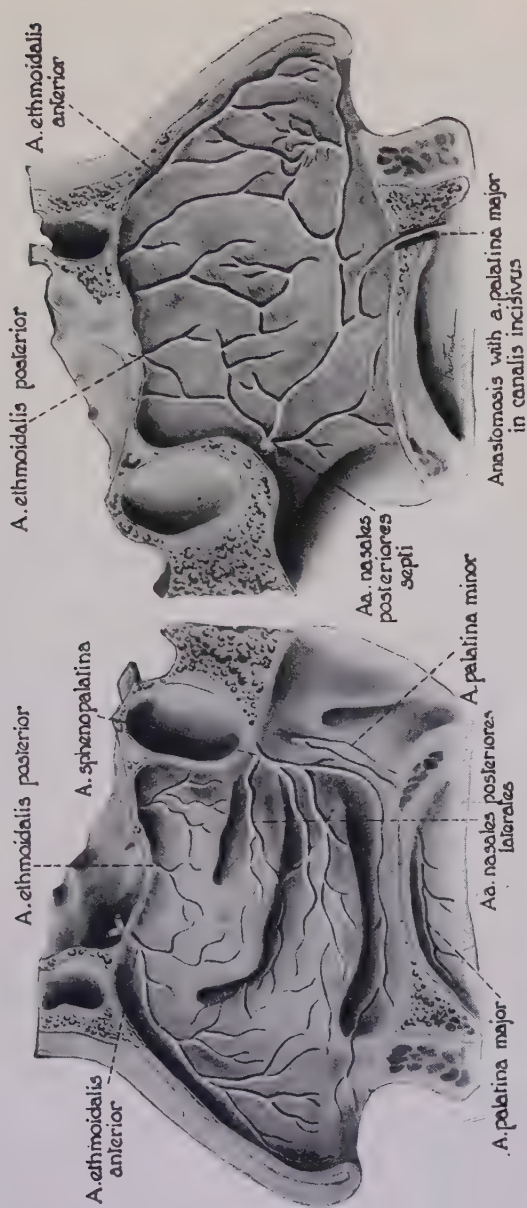 A. ethmoidalis
anterior
A. ethmoidalis posterior
A. sphenopalatina
A. palatina major
Aa. nasales posteriores
laterales
A. palatina minor
A. ethmoidalis posterior
A. ethmoidalis
anterior
Aa. nasales
posteriores
septi
Anastomosis with a. palatina major
in canalis incisivus